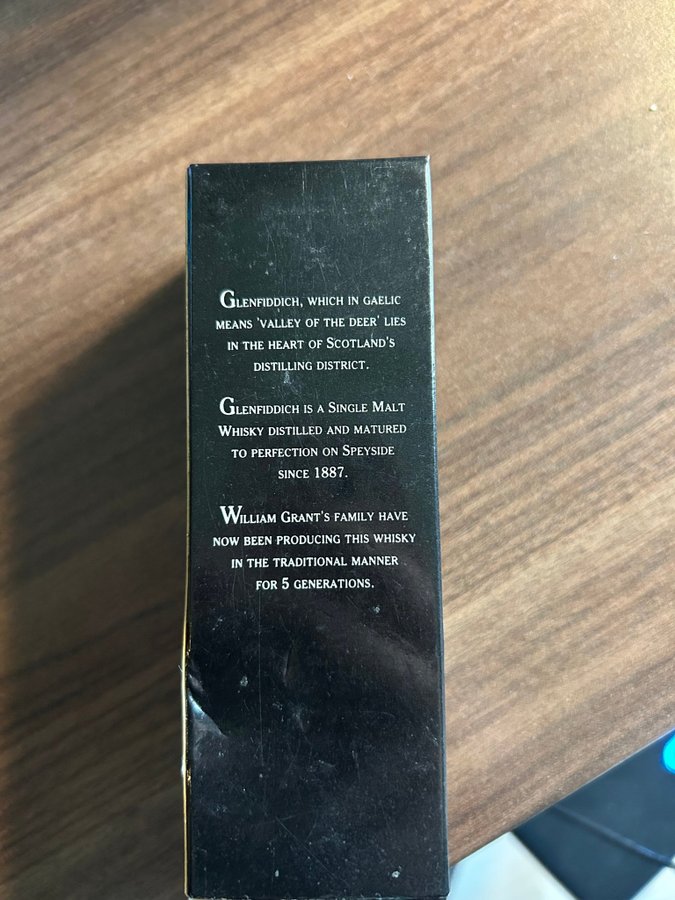 Glenfiddich, which in gaelic
means 'valley of the deer' lies
in the heart of Scotland's
distilling district.
Glenfiddich is a Single Malt
Whisky distilled and matured
to perfection on Speyside
since 1887.
William Grant's family have
now been producing this whisky
in the traditional manner
for 5 generations.